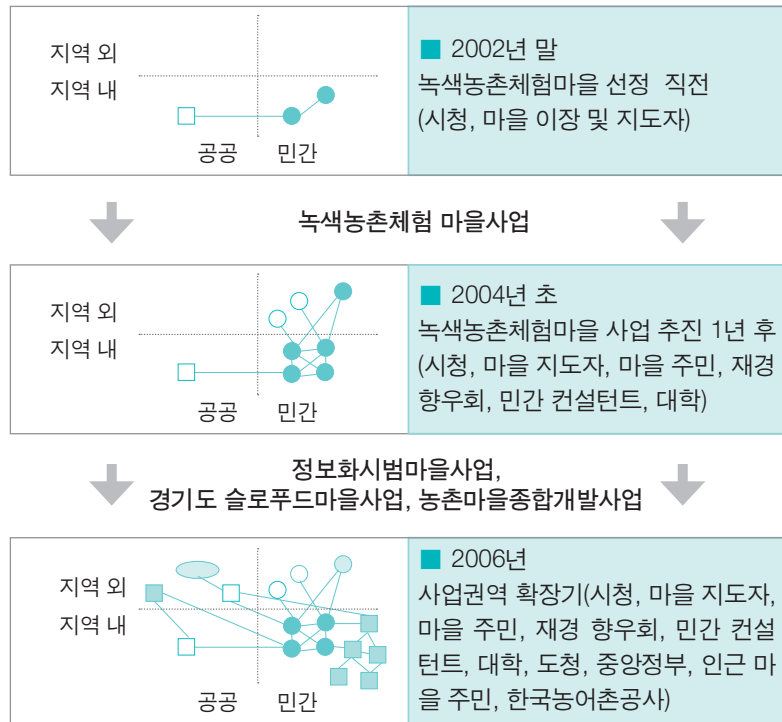 지역 외
지역 내
공공 민간
■ 2002년 말
녹색농촌체험마을 선정 직전
(시청, 마을 이장 및 지도자)
녹색농촌체험 마을사업
지역 외
지역 내
공공 민간
■ 2004년 초
녹색농촌체험마을 사업 추진 1년 후
(시청, 마을 지도자, 마을 주민, 재경
향우회, 민간 컨설턴트, 대학)
정보화시범마을사업,
경기도 슬로푸드마을사업, 농촌마을종합개발사업
지역 외
지역 내
공공 민간
■ 2006년
사업권역 확장기(시청, 마을 지도자,
마을 주민, 재경 향우회, 민간 컨설
턴트, 대학, 도청, 중앙정부, 인근 마
을 주민, 한국농어촌공사)